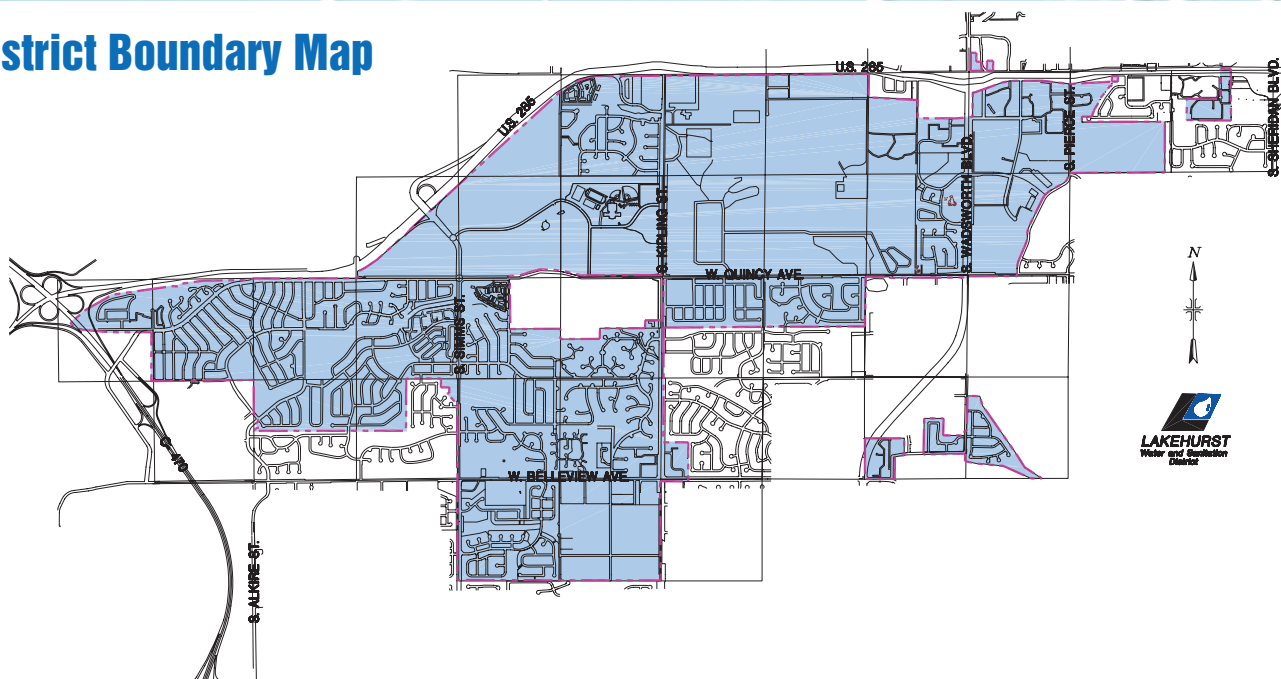 strict Boundary Map
U.S. 285
U.S. 285
S. SHERIDAN BLVD.
S. PIERCE ST.
S. WADSWORTH BLVD.
S. KIPLING ST.
W. QUINCY AVE.
N
S. SIMMS ST.
C-470
W. BELLEVIEW AVE.
S. ALKIRE ST.
LAKEHURST
Water and Sanitation
District